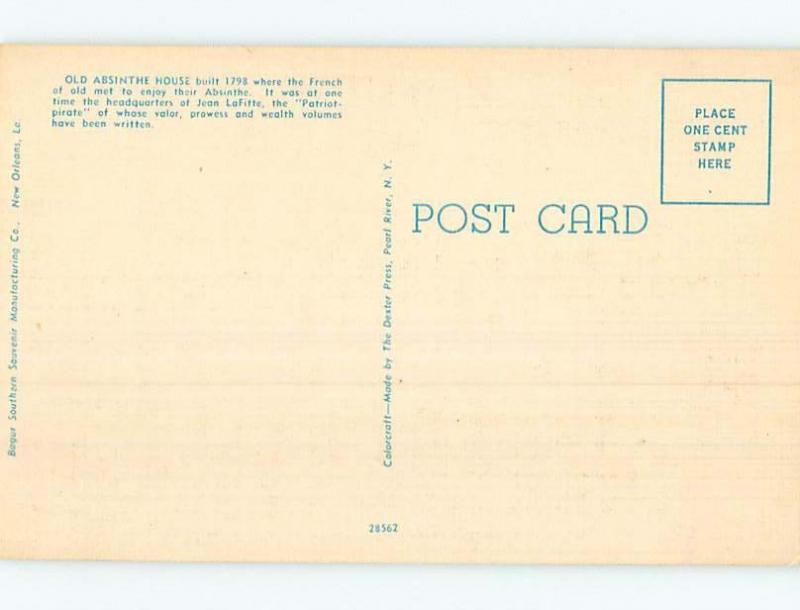 OLD ABSINTHE HOUSE built 1798 where the French
of old met to enjoy their Absinthe. It was at one
time the headquarters of Jean LaFitte, the "Patriot-
pirate" of whose valor, prowess and wealth volumes
have been written.
Bogus Southern Souvenir Manufacturing Co., New Orleans, La.
Colorcraft—Made by The Dexter Press, Pearl River, N. Y.
POST CARD
PLACE
ONE CENT
STAMP
HERE
28562